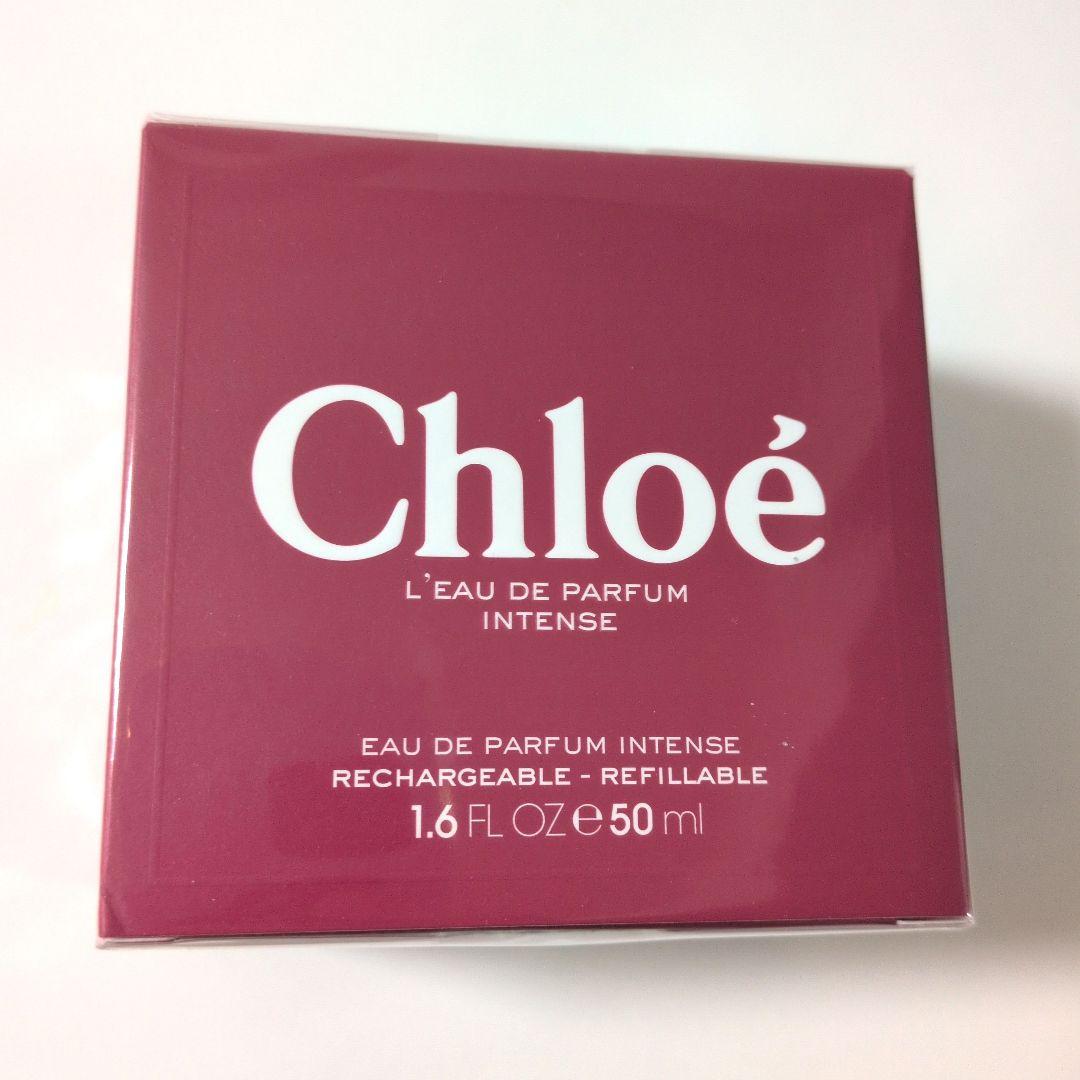 Chloé
L'EAU DE PARFUM
INTENSE
EAU DE PARFUM INTENSE
RECHARGEABLE - REFILLABLE
1.6 FL OZ ℮ 50 ml